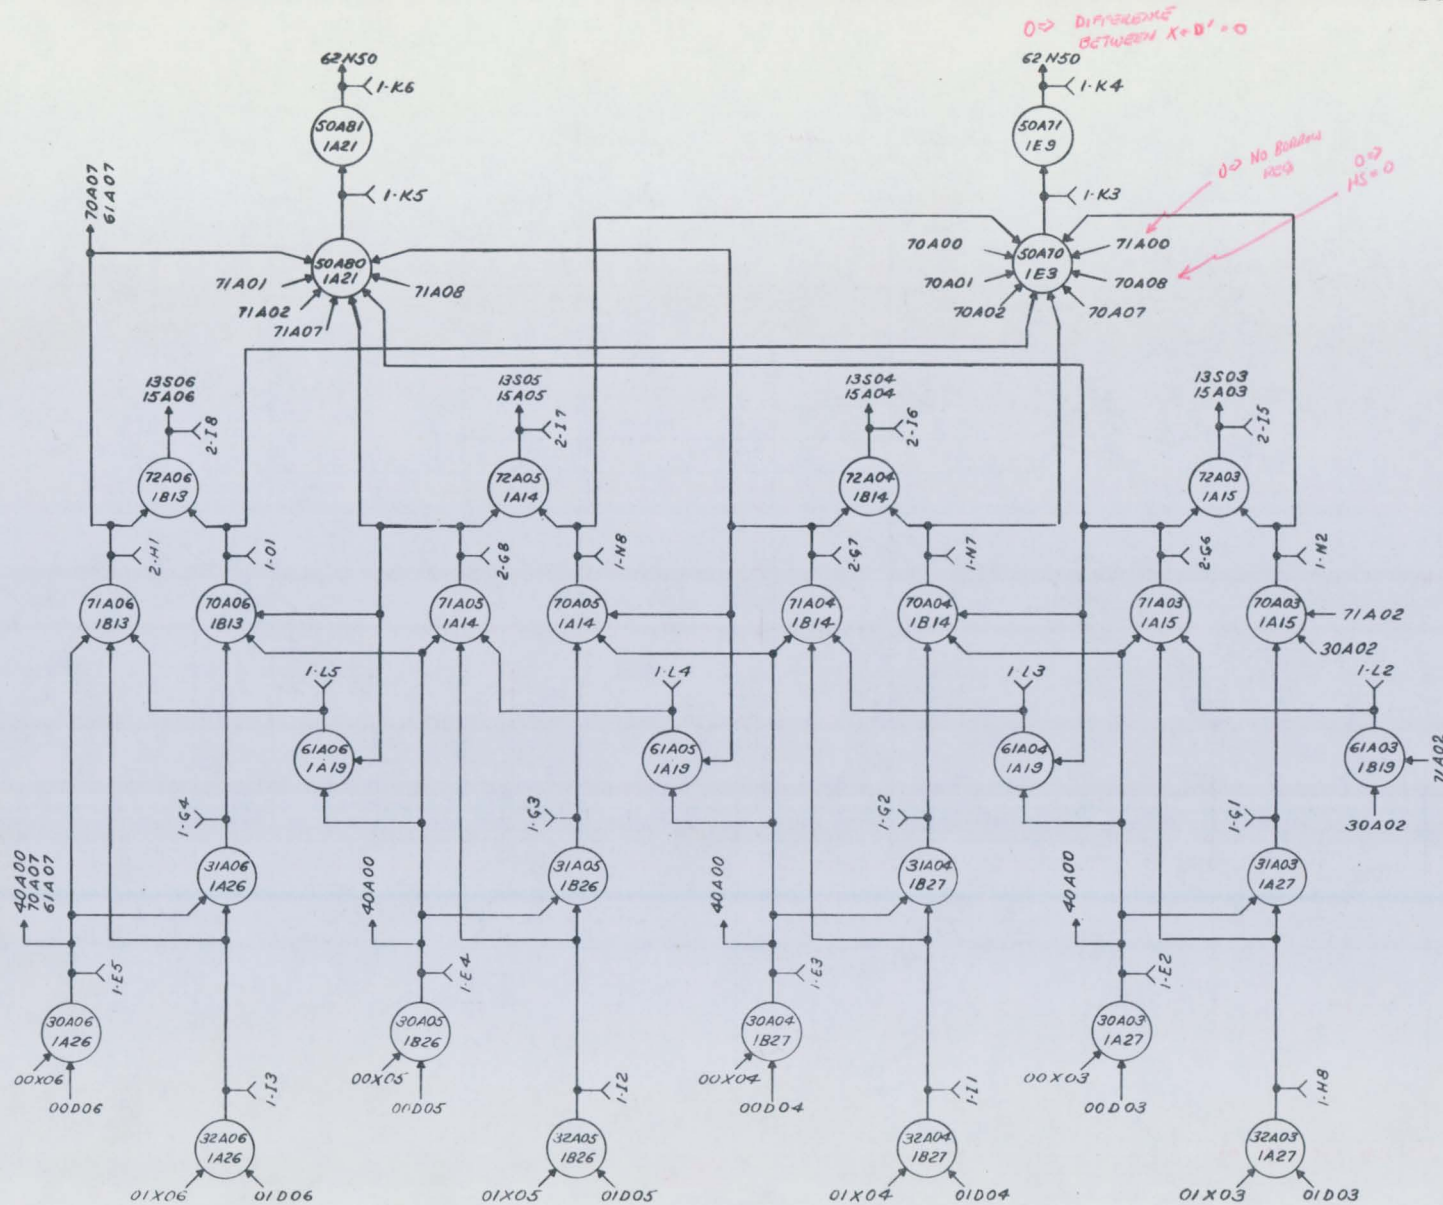 0⇒ DIFFERENCE
BETWEEN X & D' = 0
62N50
1-K6
50A81
1A21
1-K5
62N50
1-K4
50A71
1E9
1-K3
0⇒ NO BORROW
REQ
0⇒
HS=0
70A07
61A07
50A80
1A21
71A01
71A02
71A07
71A08
50A70
1E3
70A00
70A01
70A02
71A00
70A08
70A07
13S06
15A06
2-I8
13S05
15A05
2-I7
13S04
15A04
2-I6
13S03
15A03
2-I5
72A06
1B13
72A05
1A14
72A04
1B14
72A03
1A15
2-H1
1-O1
2-G8
1-N8
2-G7
1-N7
2-G6
1-N2
71A06
1B13
70A06
1B13
71A05
1A14
70A05
1A14
71A04
1B14
70A04
1B14
71A03
1A15
70A03
1A15
71A02
30A02
1-L5
1-L4
1-L3
1-L2
61A06
1A19
61A05
1A19
61A04
1A19
61A03
1B19
71A02
30A02
1-G4
1-G3
1-G2
1-G1
40A00
70A07
61A07
31A06
1A26
40A00
31A05
1B26
40A00
31A04
1B27
40A00
31A03
1A27
1-E5
1-E4
1-E3
1-E2
30A06
1A26
30A05
1B26
30A04
1B27
30A03
1A27
00X06
00D06
00X05
00D05
00X04
00D04
00X03
00D03
1-I3
1-I2
1-I1
1-H8
32A06
1A26
32A05
1B26
32A04
1B27
32A03
1A27
01X06
01D06
01X05
01D05
01X04
01D04
01X03
01D03